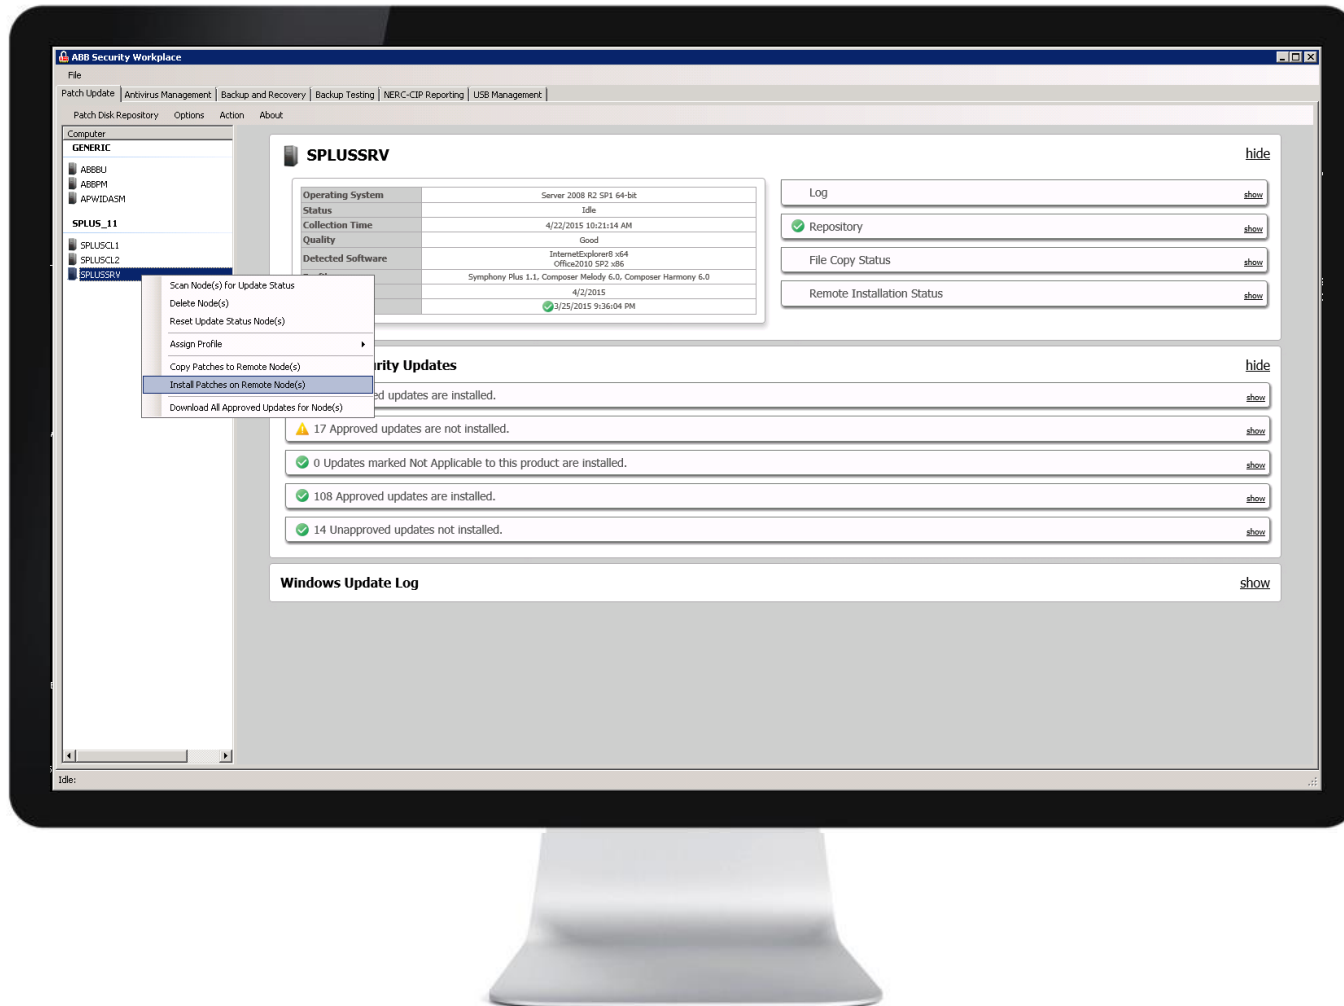 ABB Security Workplace
File
Patch Update Antivirus Management Backup and Recovery Backup Testing NERC-CIP Reporting USB Management
Patch Disk Repository Options Action About
Computer
GENERIC
ABBBU
ABBPM
APWIDASM
SPLUS_11
SPLUSCL1
SPLUSCL2
SPLUSSRV
Scan Node(s) for Update Status
Delete Node(s)
Reset Update Status Node(s)
Assign Profile
Copy Patches to Remote Node(s)
Install Patches on Remote Node(s)
Download All Approved Updates for Node(s)
SPLUSSRV hide
Operating System Server 2008 R2 SP1 64-bit
Status Idle
Collection Time 4/22/2015 10:21:14 AM
Quality Good
Detected Software InternetExplorer8 x64
Office2010 SP2 x86
Symphony Plus 1.1, Composer Melody 6.0, Composer Harmony 6.0
4/2/2015
3/25/2015 9:36:04 PM
Log show
Repository show
File Copy Status show
Remote Installation Status show
rity Updates hide
ed updates are installed. show
17 Approved updates are not installed. show
0 Updates marked Not Applicable to this product are installed. show
108 Approved updates are installed. show
14 Unapproved updates not installed. show
Windows Update Log show
Idle: